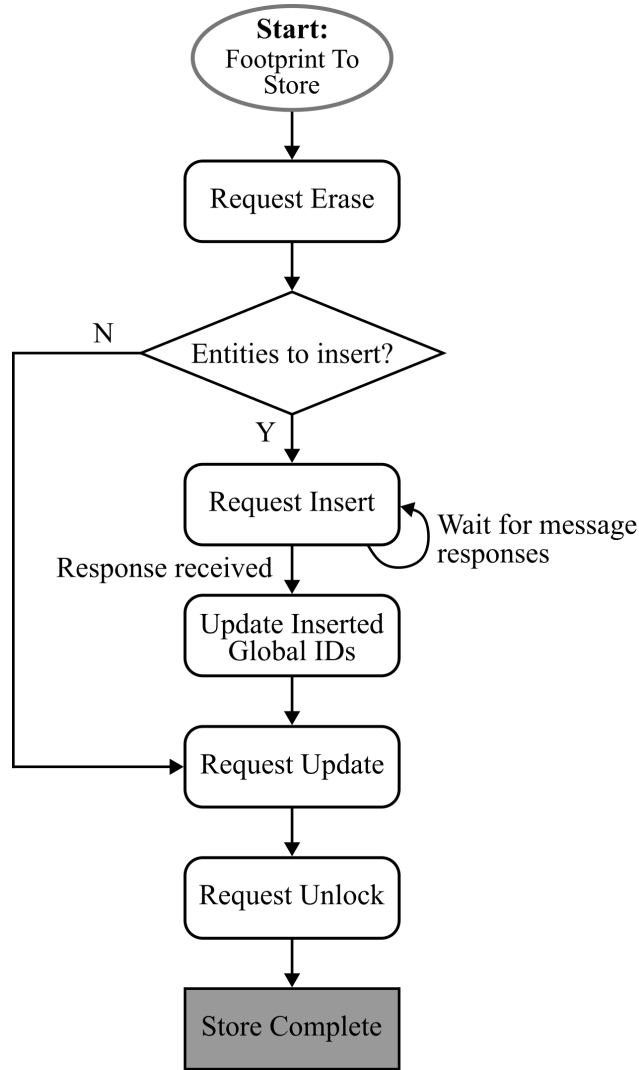 Start:
Footprint To
Store
Request Erase
N
Entities to insert?
Y
Request Insert
Wait for message
responses
Response received
Update Inserted
Global IDs
Request Update
Request Unlock
Store Complete